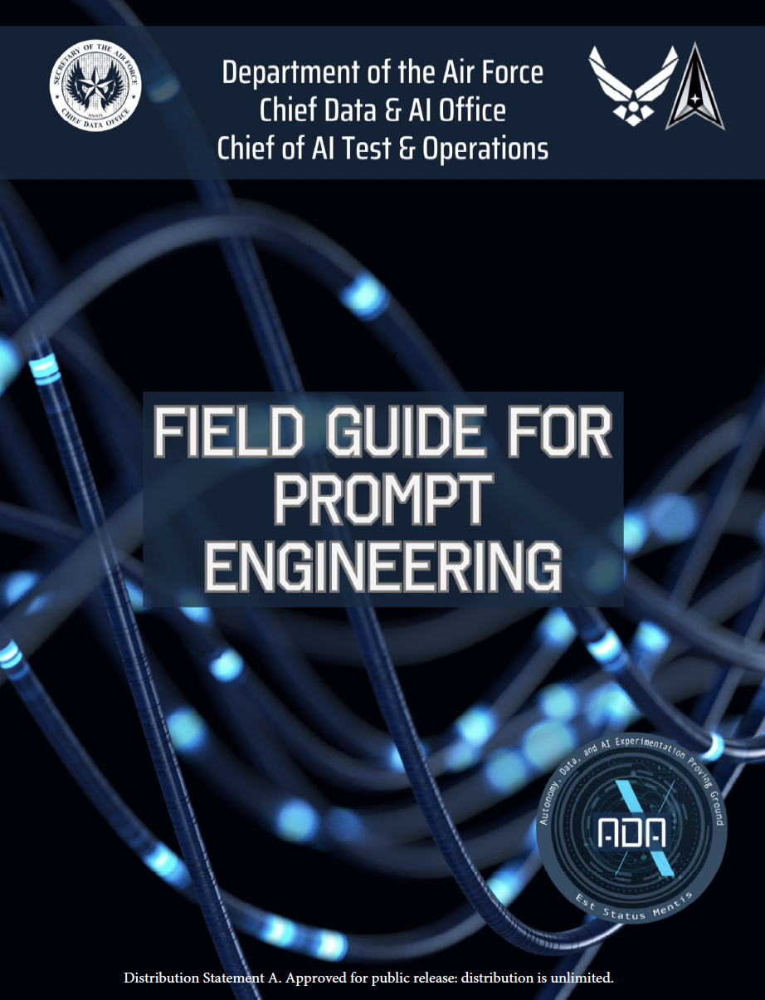 SECRETARY OF THE AIR FORCE
CHIEF DATA OFFICE
Department of the Air Force
Chief Data & AI Office
Chief of AI Test & Operations
FIELD GUIDE FOR
PROMPT
ENGINEERING
Autonomy, Data, and AI Experimentation Proving Ground
ADA
Est Status Mentis
Distribution Statement A. Approved for public release: distribution is unlimited.